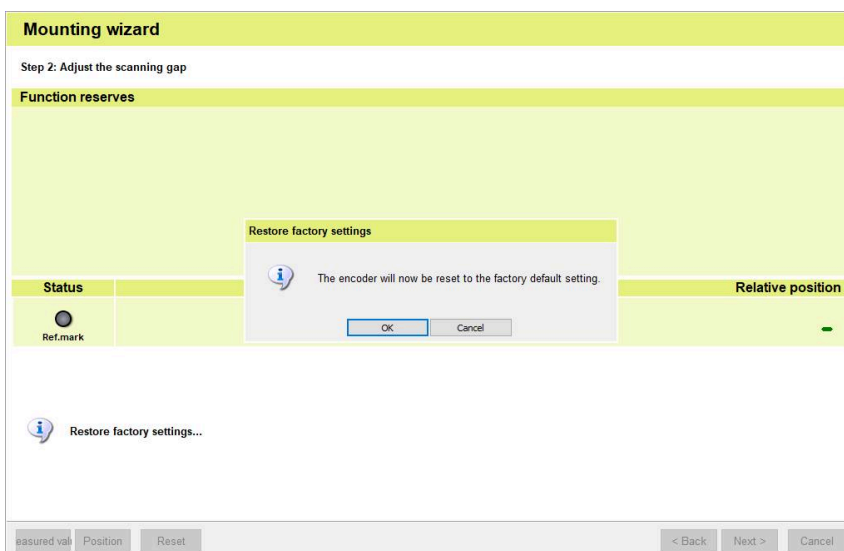 Mounting wizard
Step 2: Adjust the scanning gap
Function reserves
Restore factory settings
The encoder will now be reset to the factory default setting.
OK Cancel
Status Relative position
Ref.mark
Restore factory settings...
easured val Position Reset < Back Next > Cancel